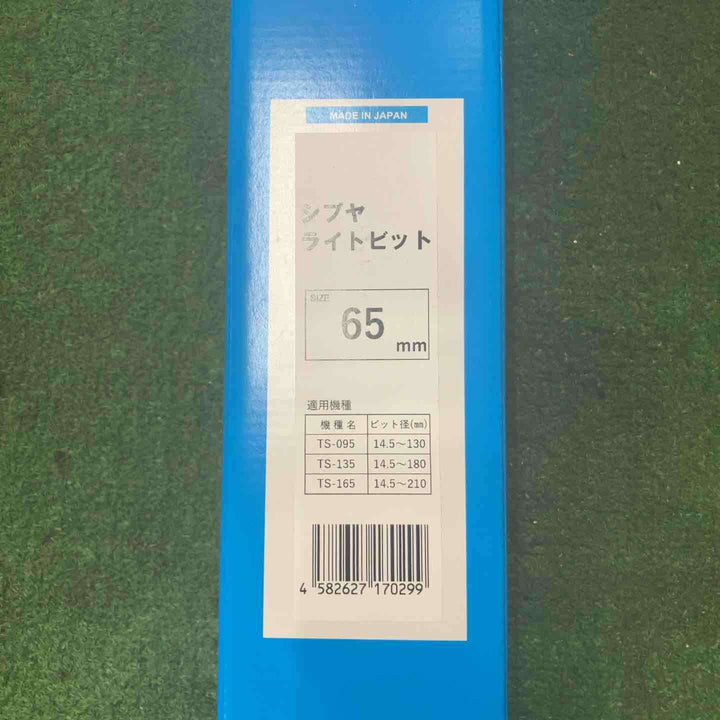 MADE IN JAPAN
シブヤ
ライトビット
SIZE
65 mm
適用機種
機種名 ビット径(mm)
TS-095 14.5～130
TS-135 14.5～180
TS-165 14.5～210
4 582627 170299